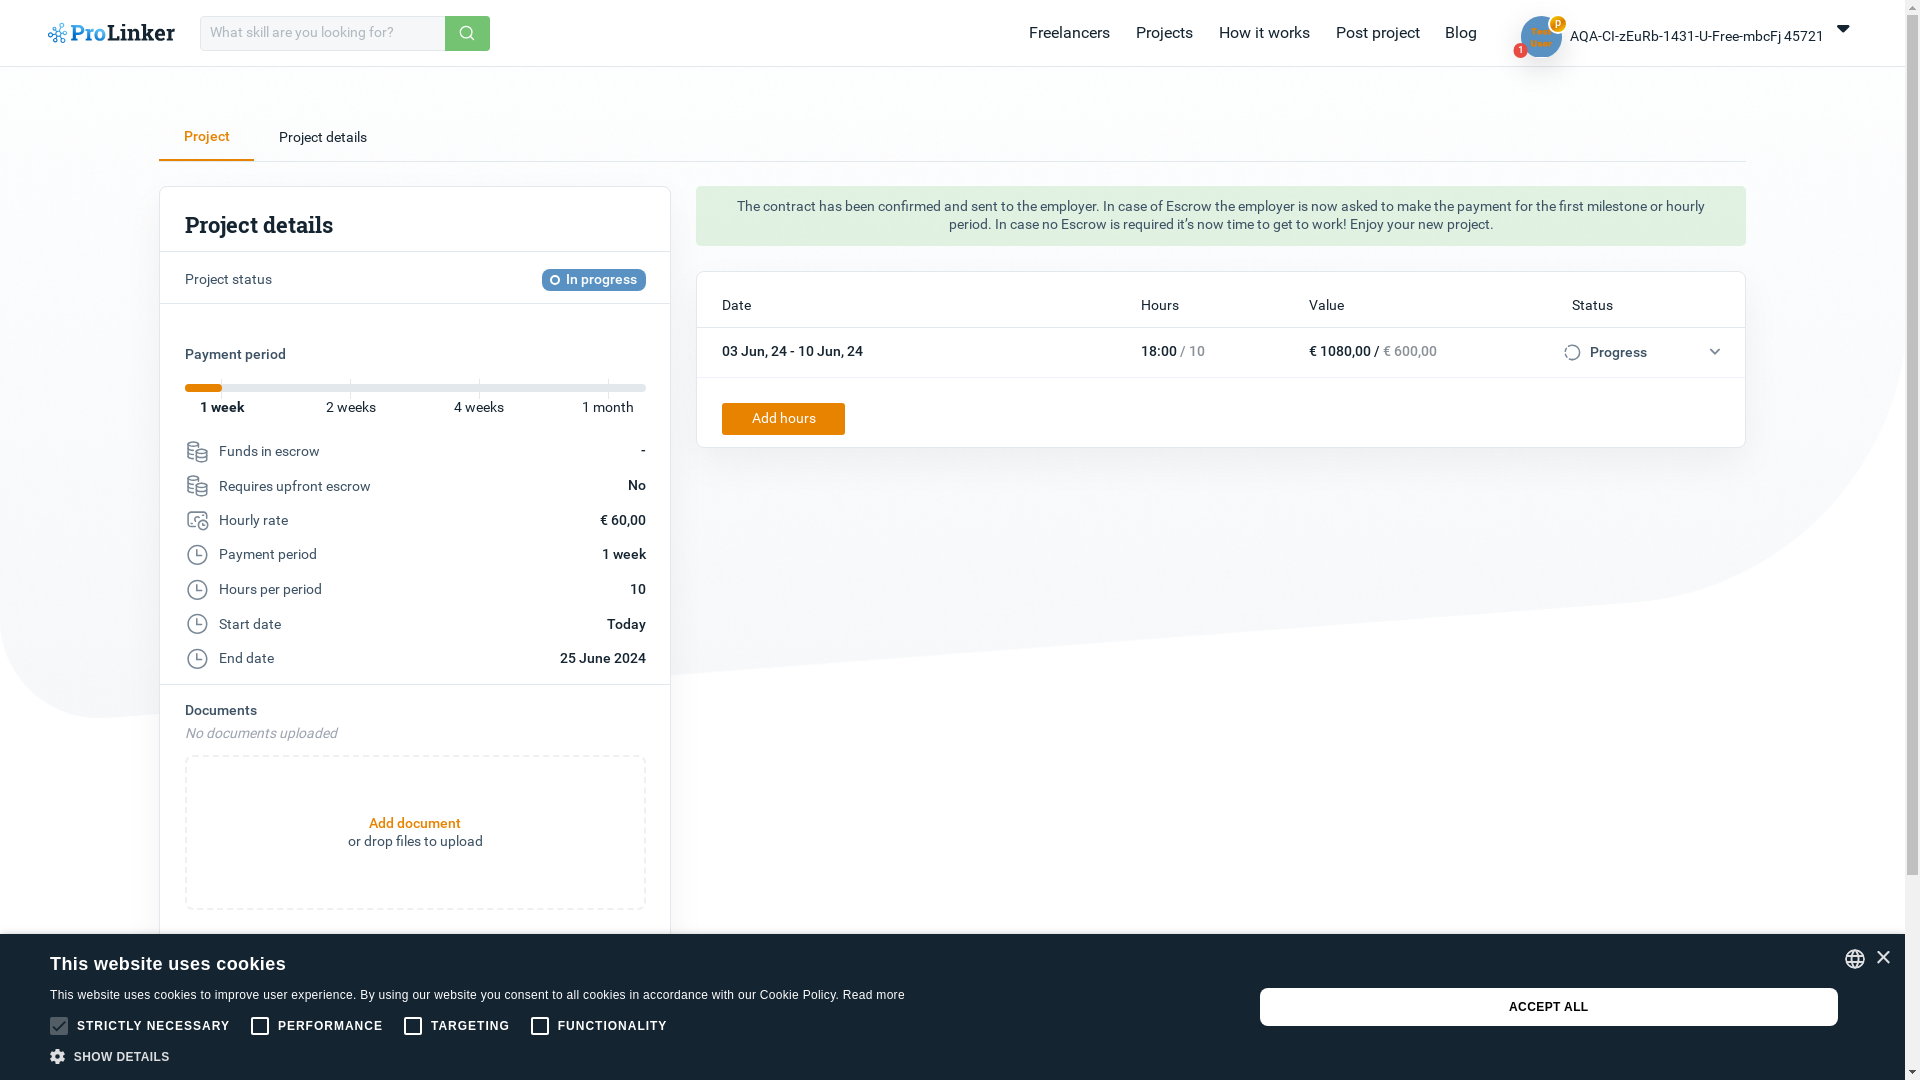 ProLinker
What skill are you looking for?
Freelancers
Projects
How it works
Post project
Blog
P
1
AQA-CI-zEuRb-1431-U-Free-mbcFj 45721
Project
Project details
Project details
Project status
In progress
Payment period
1 week
2 weeks
4 weeks
1 month
Funds in escrow
-
Requires upfront escrow
No
Hourly rate
€ 60,00
Payment period
1 week
Hours per period
10
Start date
Today
End date
25 June 2024
Documents
No documents uploaded
Add document
or drop files to upload
The contract has been confirmed and sent to the employer. In case of Escrow the employer is now asked to make the payment for the first milestone or hourly
period. In case no Escrow is required it’s now time to get to work! Enjoy your new project.
Date
Hours
Value
Status
03 Jun, 24 - 10 Jun, 24
18:00 / 10
€ 1080,00 / € 600,00
Progress
Add hours
This website uses cookies
This website uses cookies to improve user experience. By using our website you consent to all cookies in accordance with our Cookie Policy. Read more
STRICTLY NECESSARY
PERFORMANCE
TARGETING
FUNCTIONALITY
SHOW DETAILS
ACCEPT ALL